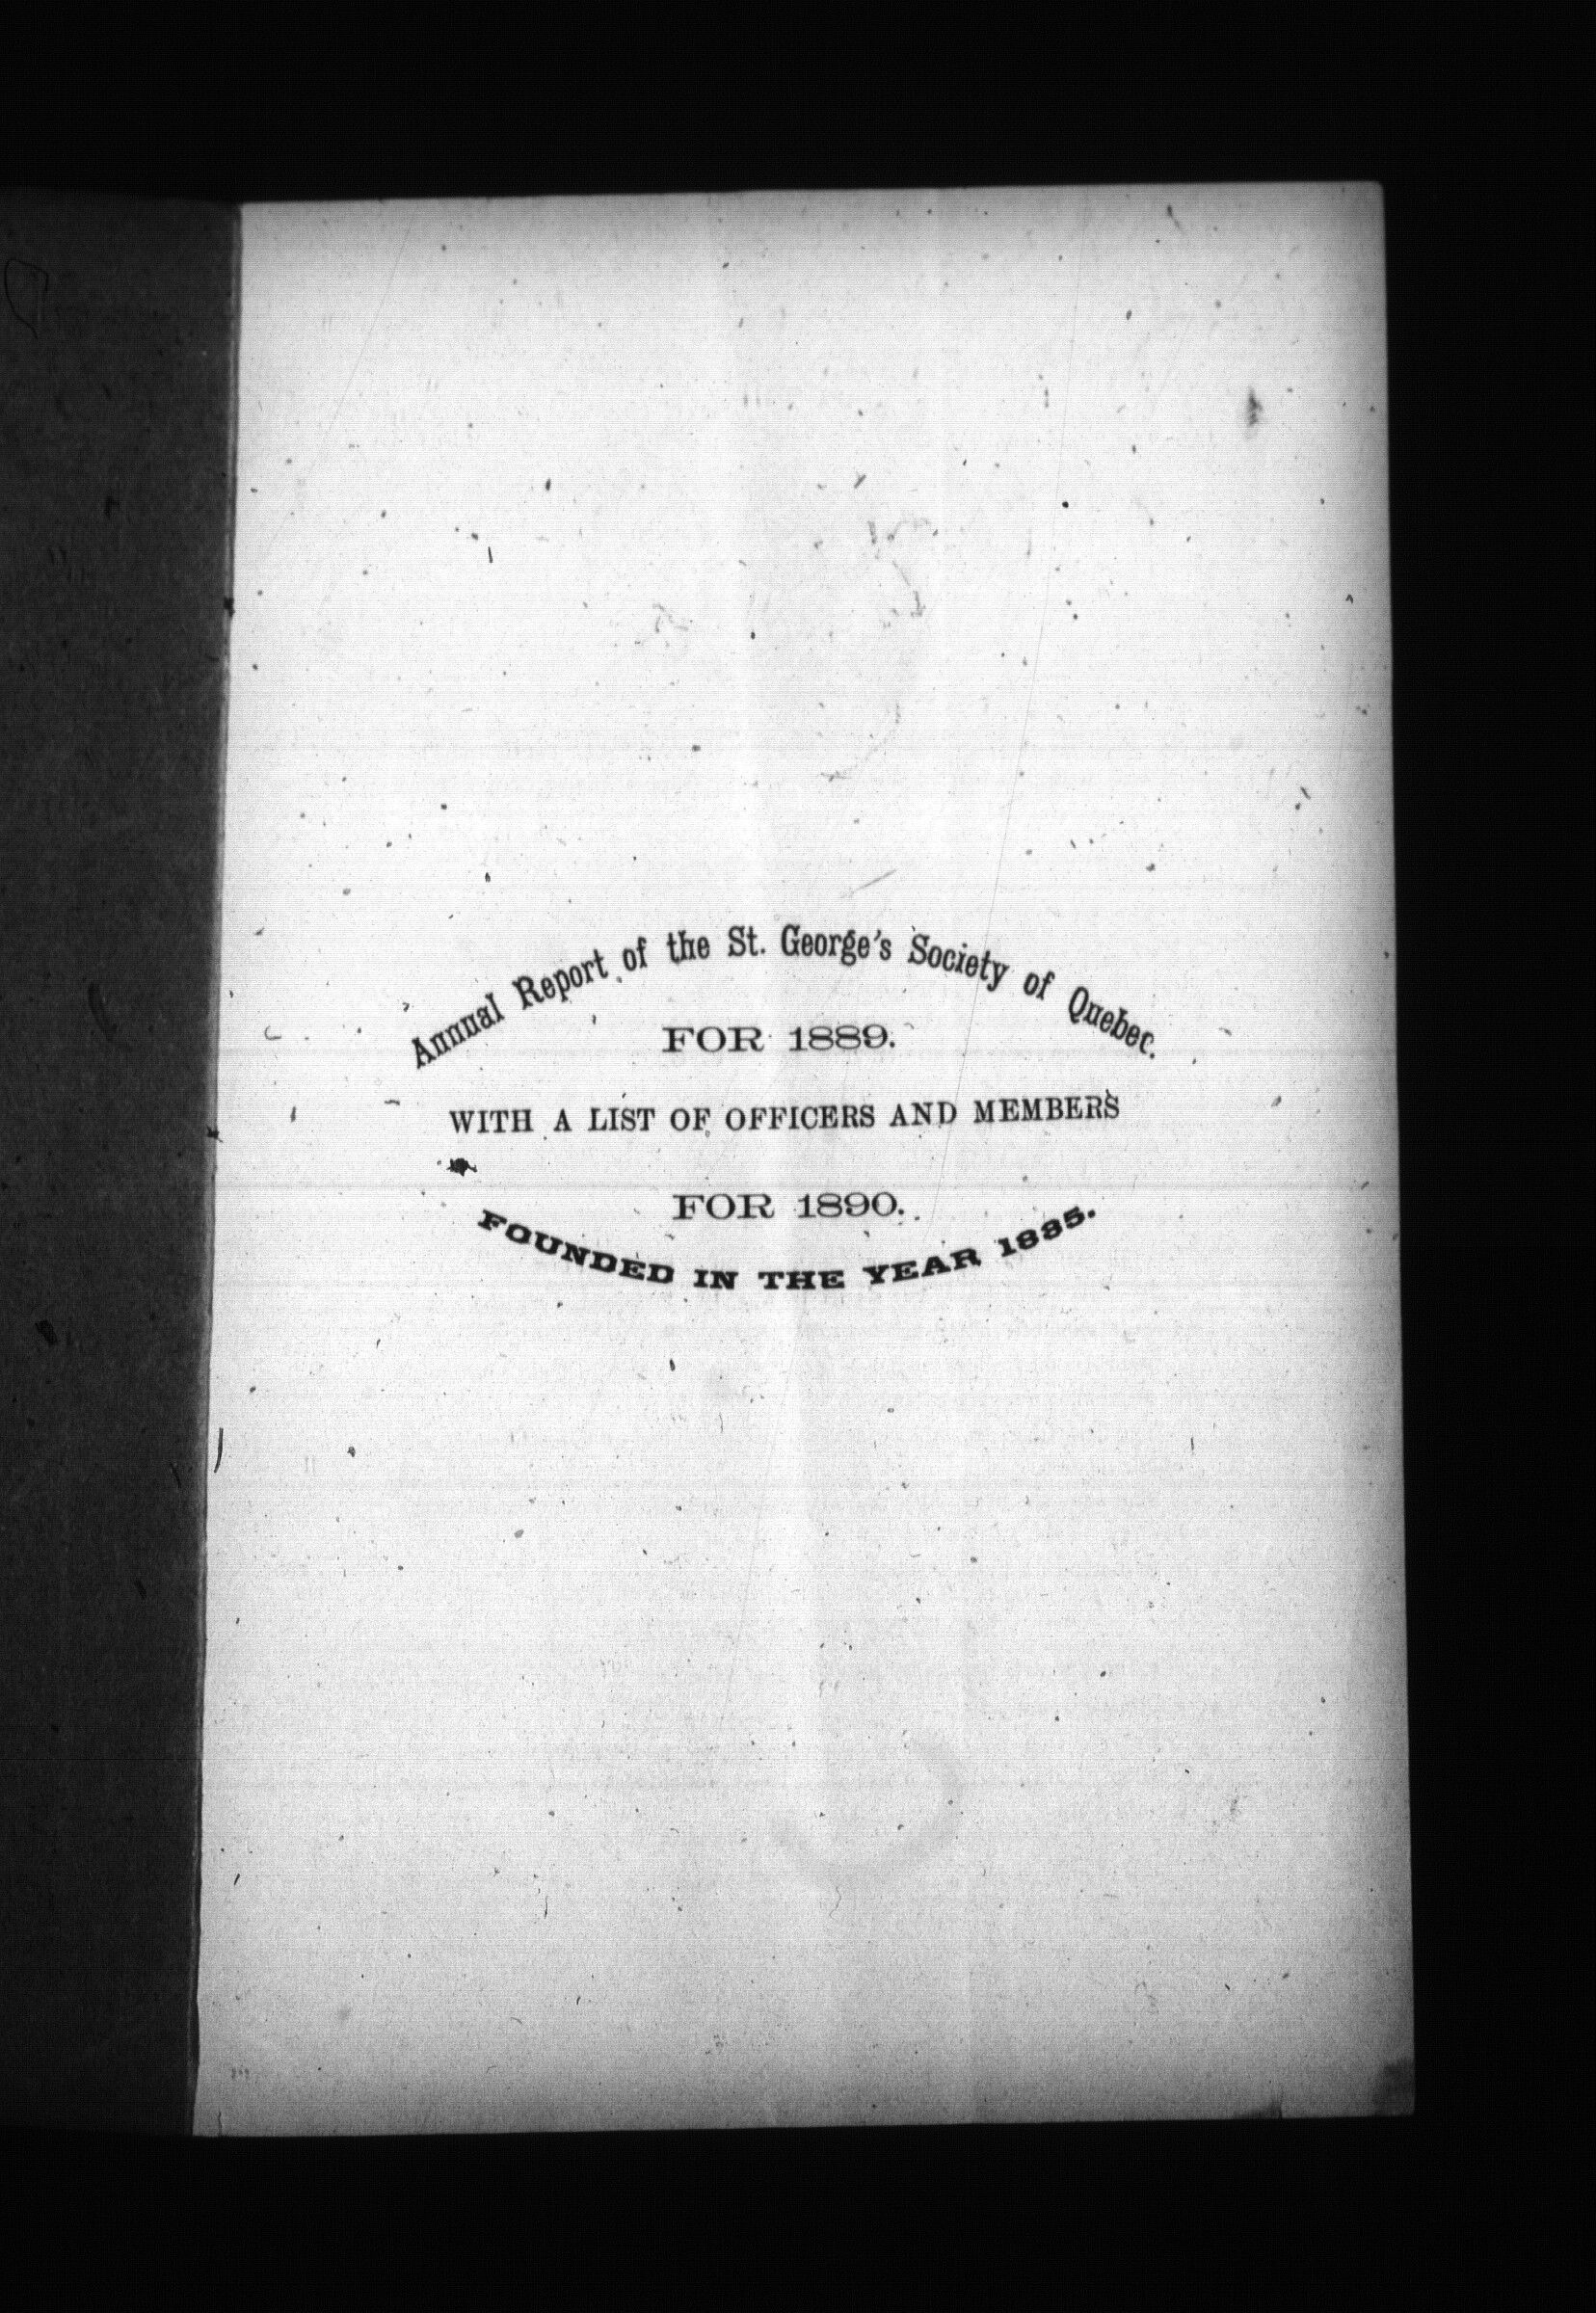 Annual Report of the St. George's Society of Quebec.
FOR 1889.
WITH A LIST OF OFFICERS AND MEMBERS
FOR 1890.
FOUNDED IN THE YEAR 1835.